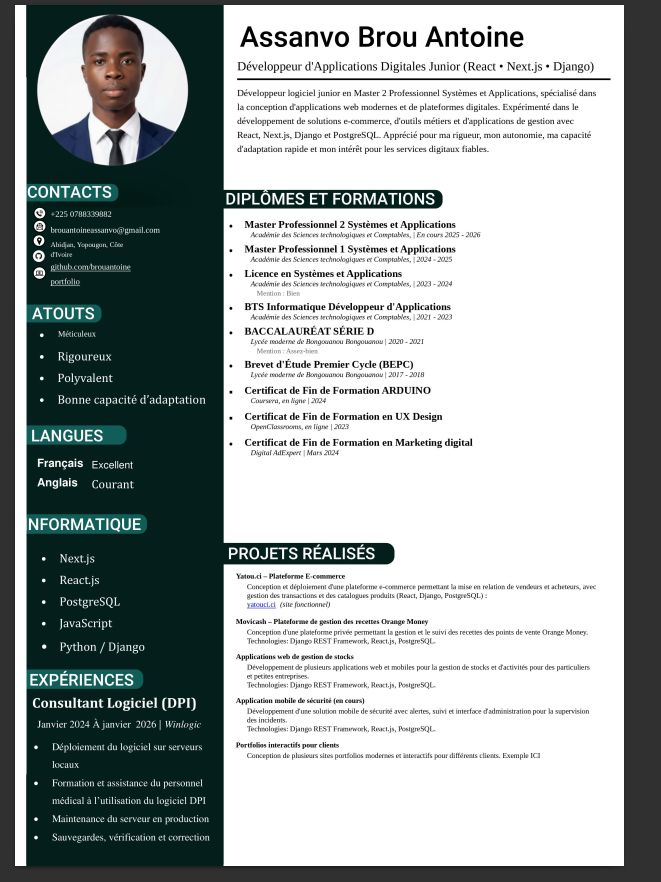 Assanvo Brou Antoine
Développeur d'Applications Digitales Junior (React • Next.js • Django)
Développeur logiciel junior en Master 2 Professionnel Systèmes et Applications, spécialisé dans
la conception d'applications web modernes et de plateformes digitales. Expérimenté dans le
développement de solutions e-commerce, d'outils métiers et d'applications de gestion avec
React, Next.js, Django et PostgreSQL. Apprécié pour ma rigueur, mon autonomie, ma capacité
d'adaptation rapide et mon intérêt pour les services digitaux fiables.
CONTACTS
+225 0788339882
brouantoineassanvo@gmail.com
Abidjan, Yopougon, Côte
d'Ivoire
github.com/brouantoine
portfolio
ATOUTS
• Méticuleux
• Rigoureux
• Polyvalent
• Bonne capacité d'adaptation
LANGUES
Français Excellent
Anglais Courant
NFORMATIQUE
• Next.js
• React.js
• PostgreSQL
• JavaScript
• Python / Django
EXPÉRIENCES
Consultant Logiciel (DPI)
Janvier 2024 À janvier 2026 | Winlogic
• Déploiement du logiciel sur serveurs
locaux
• Formation et assistance du personnel
médical à l'utilisation du logiciel DPI
• Maintenance du serveur en production
• Sauvegardes, vérification et correction
DIPLÔMES ET FORMATIONS
• Master Professionnel 2 Systèmes et Applications
Académie des Sciences technologiques et Comptables, | En cours 2025 - 2026
• Master Professionnel 1 Systèmes et Applications
Académie des Sciences technologiques et Comptables, | 2024 - 2025
• Licence en Systèmes et Applications
Académie des Sciences technologiques et Comptables, | 2023 - 2024
Mention : Bien
• BTS Informatique Développeur d'Applications
Académie des Sciences technologiques et Comptables, | 2021 - 2023
• BACCALAURÉAT SÉRIE D
Lycée moderne de Bongouanou Bongouanou | 2020 - 2021
Mention : Assez-bien
• Brevet d'Étude Premier Cycle (BEPC)
Lycée moderne de Bongouanou Bongouanou | 2017 - 2018
• Certificat de Fin de Formation ARDUINO
Coursera, en ligne | 2024
• Certificat de Fin de Formation en UX Design
OpenClassrooms, en ligne | 2023
• Certificat de Fin de Formation en Marketing digital
Digital AdExpert | Mars 2024
PROJETS RÉALISÉS
Yatou.ci – Plateforme E-commerce
Conception et déploiement d'une plateforme e-commerce permettant la mise en relation de vendeurs et acheteurs, avec
gestion des transactions et des catalogues produits (React, Django, PostgreSQL) :
yatouci.ci (site fonctionnel)
Movicash – Plateforme de gestion des recettes Orange Money
Conception d'une plateforme privée permettant la gestion et le suivi des recettes des points de vente Orange Money.
Technologies: Django REST Framework, React.js, PostgreSQL.
Applications web de gestion de stocks
Développement de plusieurs applications web et mobiles pour la gestion de stocks et d'activités pour des particuliers
et petites entreprises.
Technologies: Django REST Framework, React.js, PostgreSQL.
Application mobile de sécurité (en cours)
Développement d'une solution mobile de sécurité avec alertes, suivi et interface d'administration pour la supervision
des incidents.
Technologies: Django REST Framework, React.js, PostgreSQL.
Portfolios interactifs pour clients
Conception de plusieurs sites portfolios modernes et interactifs pour différents clients. Exemple ICI